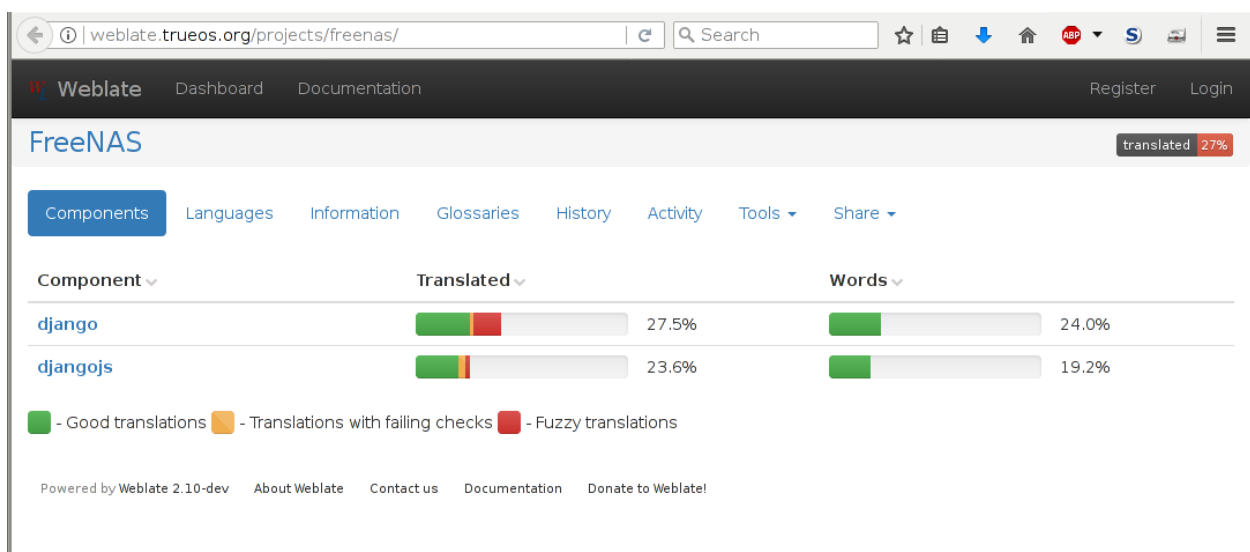 weblate.trueos.org/projects/freenas/ Search ABP S
Weblate Dashboard Documentation Register Login
FreeNAS translated 27%
Components Languages Information Glossaries History Activity Tools Share
Component Translated Words
django 27.5% 24.0%
djangojs 23.6% 19.2%
- Good translations - Translations with failing checks - Fuzzy translations
Powered by Weblate 2.10-dev About Weblate Contact us Documentation Donate to Weblate!